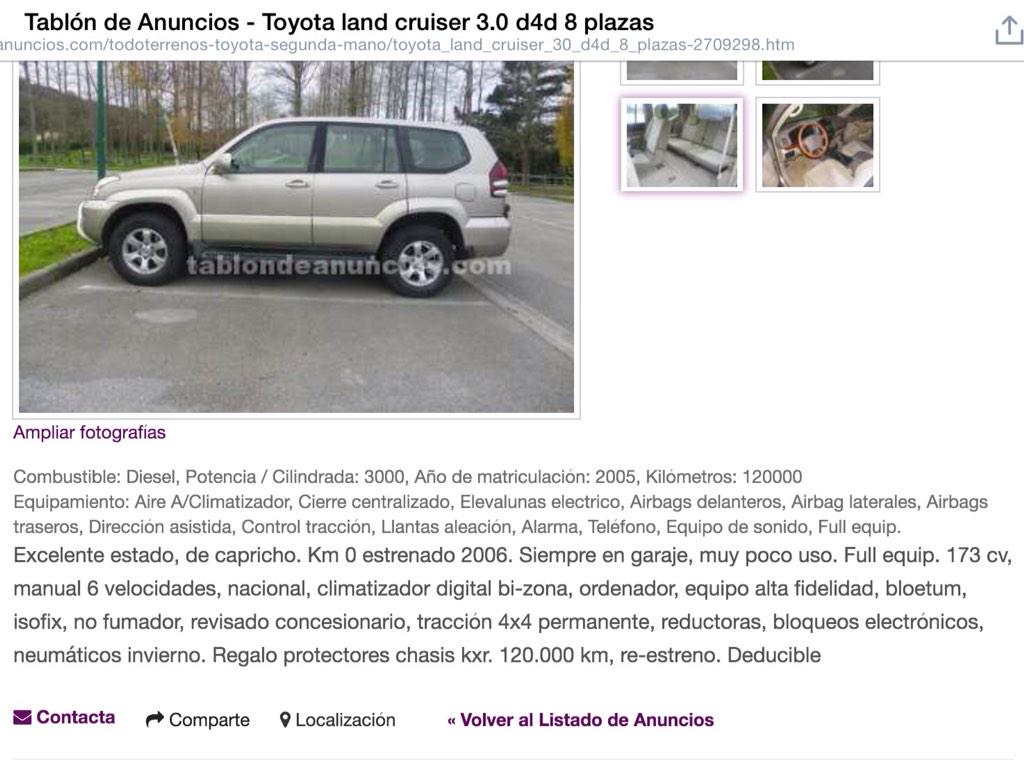 Tablón de Anuncios - Toyota land cruiser 3.0 d4d 8 plazas
anuncios.com/todoterrenos-toyota-segunda-mano/toyota_land_cruiser_30_d4d_8_plazas-2709298.htm
tablondeanuncios.com
Ampliar fotografías
Combustible: Diesel, Potencia / Cilindrada: 3000, Año de matriculación: 2005, Kilómetros: 120000
Equipamiento: Aire A/Climatizador, Cierre centralizado, Elevalunas electrico, Airbags delanteros, Airbag laterales, Airbags
traseros, Dirección asistida, Control tracción, Llantas aleación, Alarma, Teléfono, Equipo de sonido, Full equip.
Excelente estado, de capricho. Km 0 estrenado 2006. Siempre en garaje, muy poco uso. Full equip. 173 cv,
manual 6 velocidades, nacional, climatizador digital bi-zona, ordenador, equipo alta fidelidad, bloetum,
isofix, no fumador, revisado concesionario, tracción 4x4 permanente, reductoras, bloqueos electrónicos,
neumáticos invierno. Regalo protectores chasis kxr. 120.000 km, re-estreno. Deducible
Contacta Comparte Localización « Volver al Listado de Anuncios